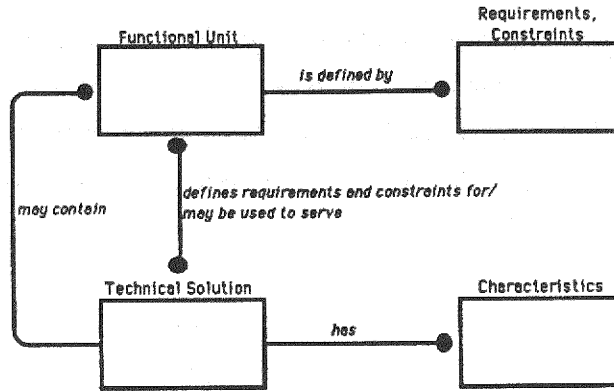 Requirements,
Constraints
Functional Unit
is defined by
defines requirements and constraints for/
may be used to serve
may contain
Technical Solution
Characteristics
has